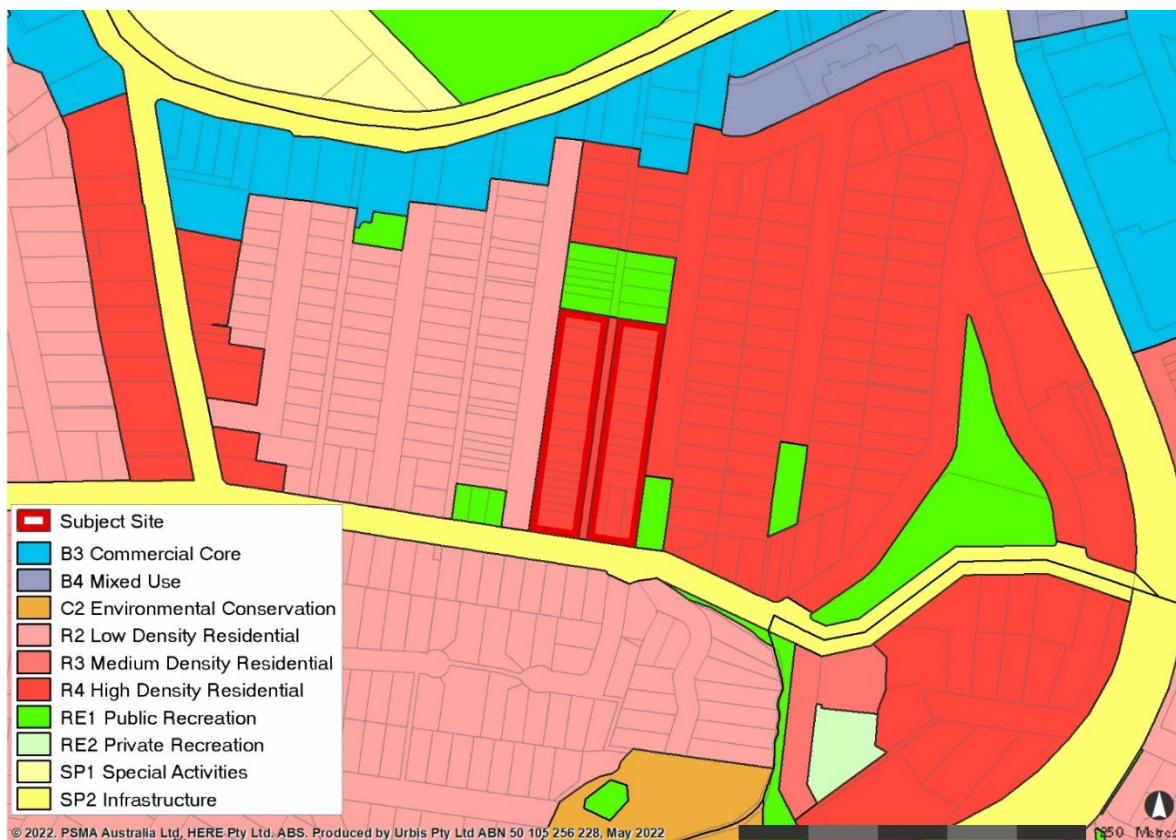 Subject Site
B3 Commercial Core
B4 Mixed Use
C2 Environmental Conservation
R2 Low Density Residential
R3 Medium Density Residential
R4 High Density Residential
RE1 Public Recreation
RE2 Private Recreation
SP1 Special Activities
SP2 Infrastructure
© 2022. PSMA Australia Ltd, HERE Pty Ltd. ABS. Produced by Urbis Pty Ltd ABN 50 105 256 228, May 2022